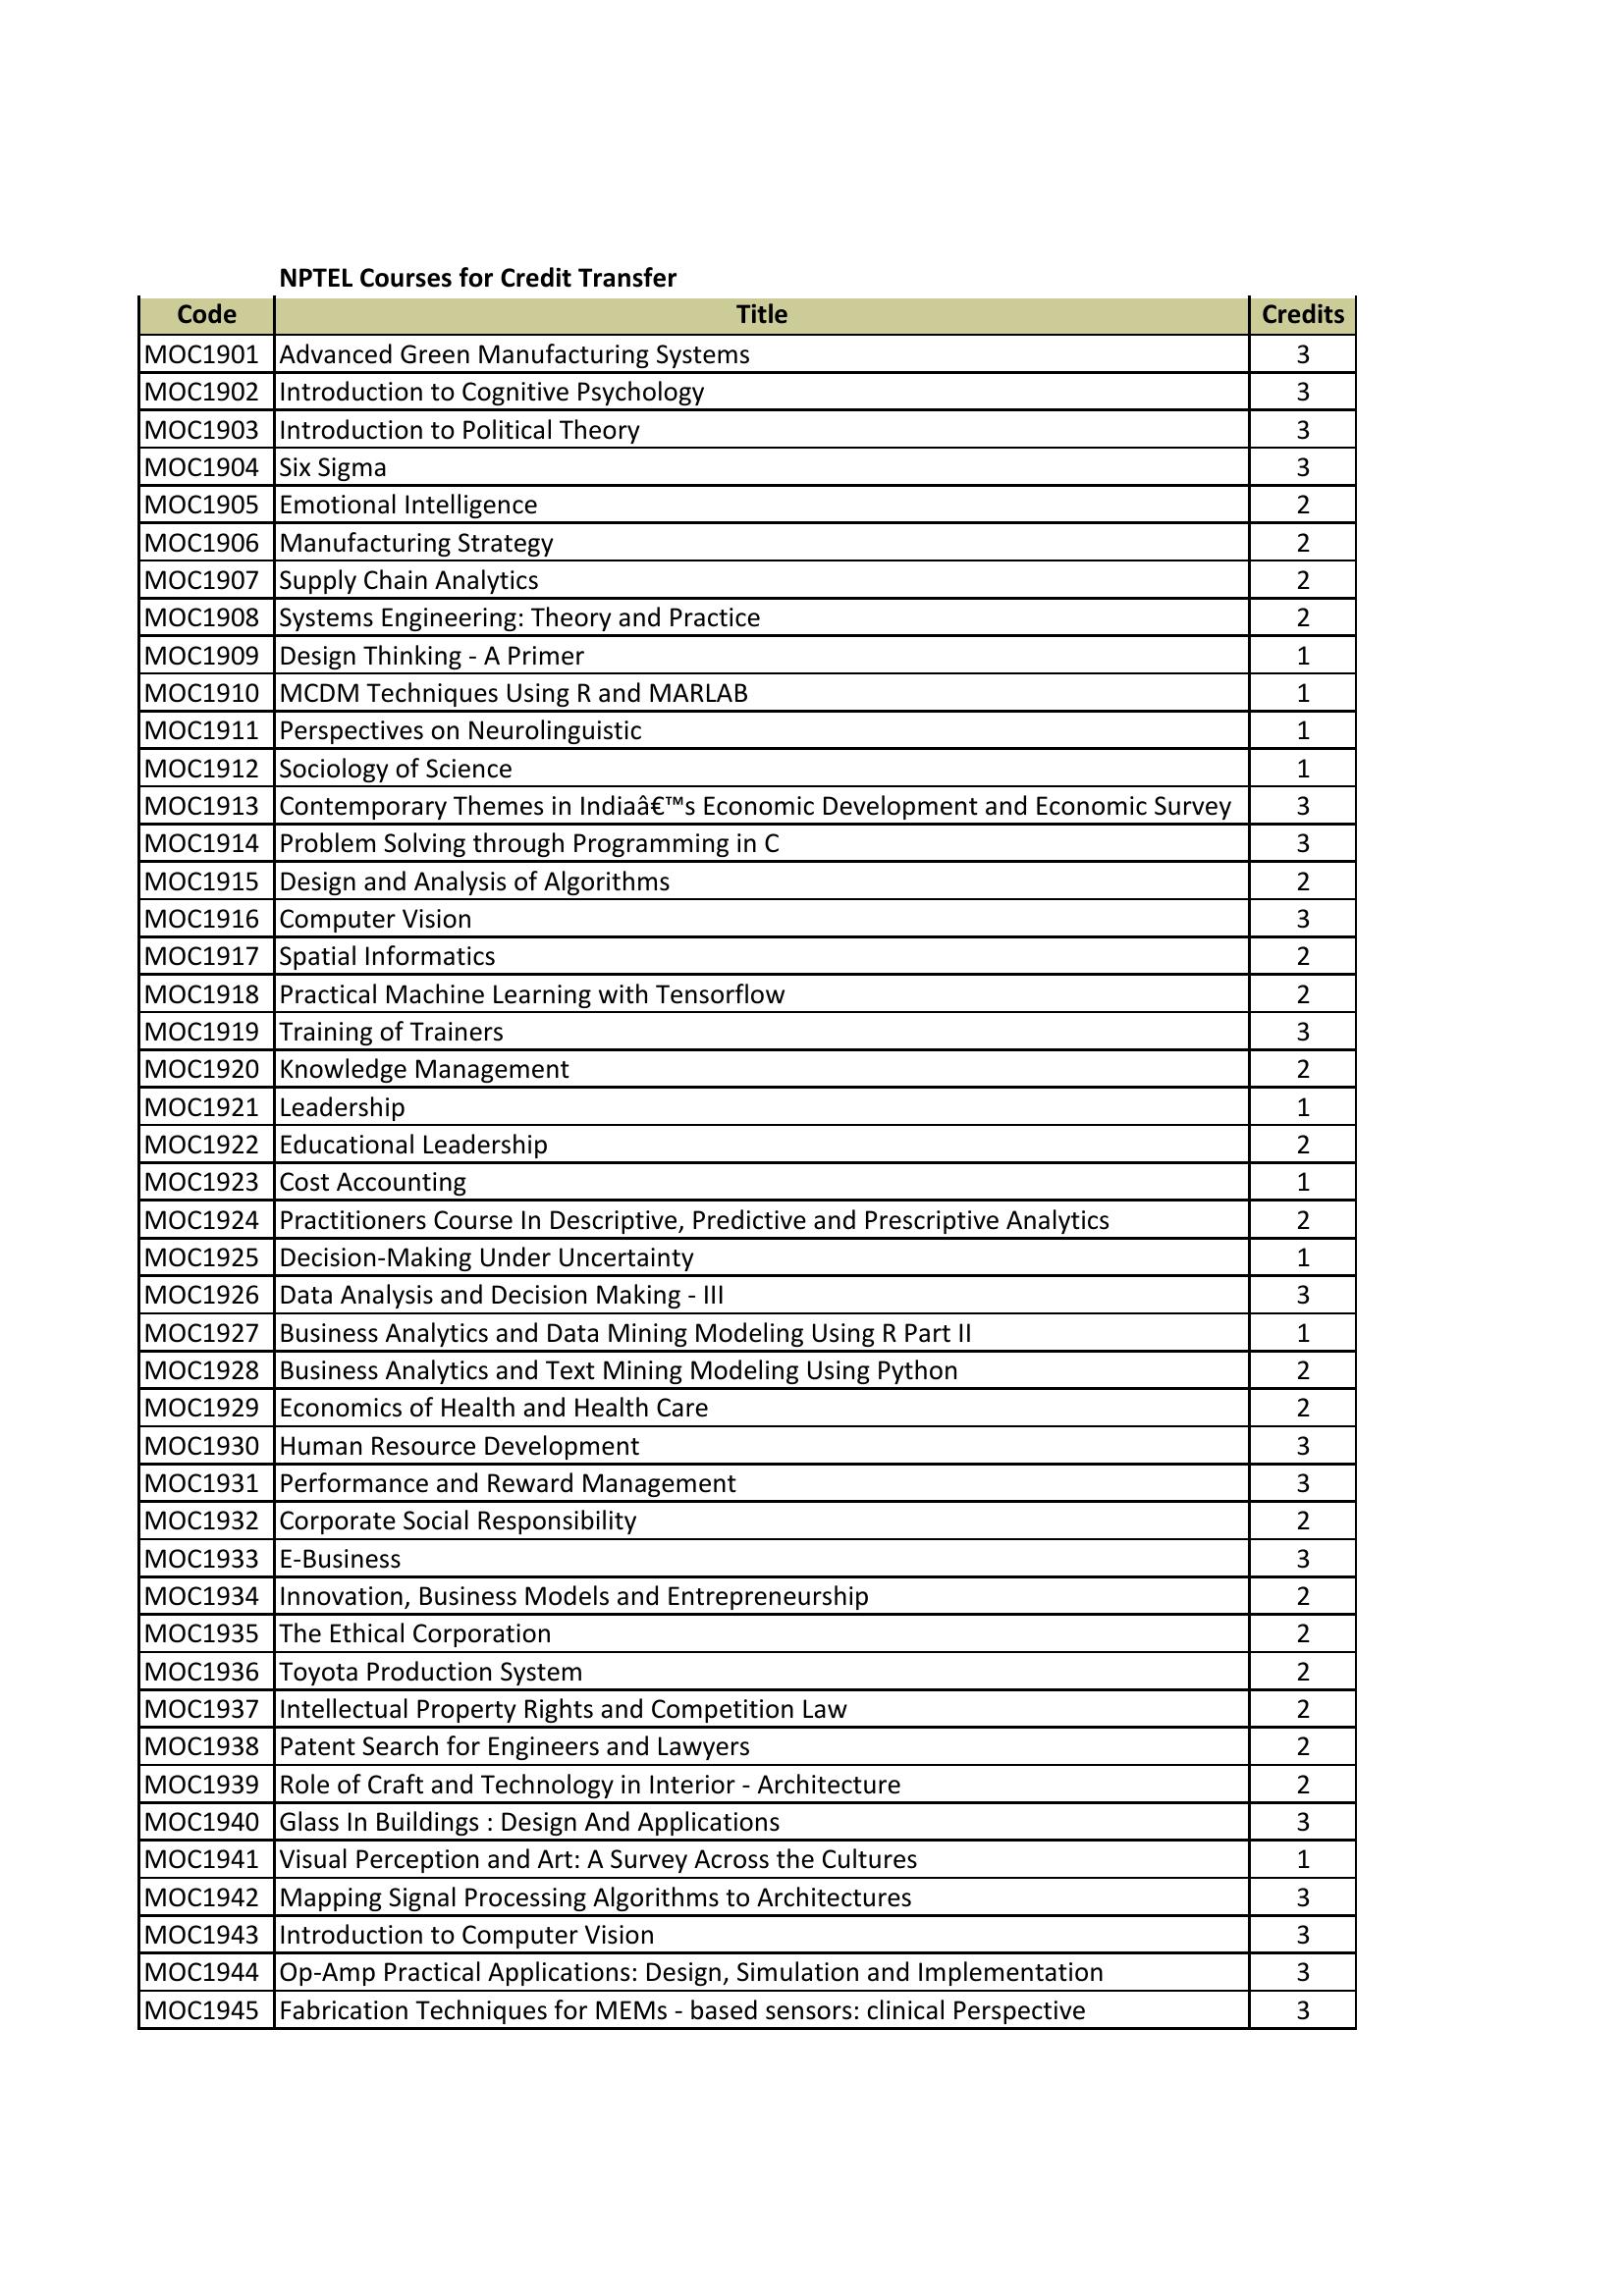 NPTEL Courses for Credit Transfer
Code Title Credits
MOC1901 Advanced Green Manufacturing Systems 3
MOC1902 Introduction to Cognitive Psychology 3
MOC1903 Introduction to Political Theory 3
MOC1904 Six Sigma 3
MOC1905 Emotional Intelligence 2
MOC1906 Manufacturing Strategy 2
MOC1907 Supply Chain Analytics 2
MOC1908 Systems Engineering: Theory and Practice 2
MOC1909 Design Thinking - A Primer 1
MOC1910 MCDM Techniques Using R and MARLAB 1
MOC1911 Perspectives on Neurolinguistic 1
MOC1912 Sociology of Science 1
MOC1913 Contemporary Themes in Indiaâ€™s Economic Development and Economic Survey 3
MOC1914 Problem Solving through Programming in C 3
MOC1915 Design and Analysis of Algorithms 2
MOC1916 Computer Vision 3
MOC1917 Spatial Informatics 2
MOC1918 Practical Machine Learning with Tensorflow 2
MOC1919 Training of Trainers 3
MOC1920 Knowledge Management 2
MOC1921 Leadership 1
MOC1922 Educational Leadership 2
MOC1923 Cost Accounting 1
MOC1924 Practitioners Course In Descriptive, Predictive and Prescriptive Analytics 2
MOC1925 Decision-Making Under Uncertainty 1
MOC1926 Data Analysis and Decision Making - III 3
MOC1927 Business Analytics and Data Mining Modeling Using R Part II 1
MOC1928 Business Analytics and Text Mining Modeling Using Python 2
MOC1929 Economics of Health and Health Care 2
MOC1930 Human Resource Development 3
MOC1931 Performance and Reward Management 3
MOC1932 Corporate Social Responsibility 2
MOC1933 E-Business 3
MOC1934 Innovation, Business Models and Entrepreneurship 2
MOC1935 The Ethical Corporation 2
MOC1936 Toyota Production System 2
MOC1937 Intellectual Property Rights and Competition Law 2
MOC1938 Patent Search for Engineers and Lawyers 2
MOC1939 Role of Craft and Technology in Interior - Architecture 2
MOC1940 Glass In Buildings : Design And Applications 3
MOC1941 Visual Perception and Art: A Survey Across the Cultures 1
MOC1942 Mapping Signal Processing Algorithms to Architectures 3
MOC1943 Introduction to Computer Vision 3
MOC1944 Op-Amp Practical Applications: Design, Simulation and Implementation 3
MOC1945 Fabrication Techniques for MEMs - based sensors: clinical Perspective 3